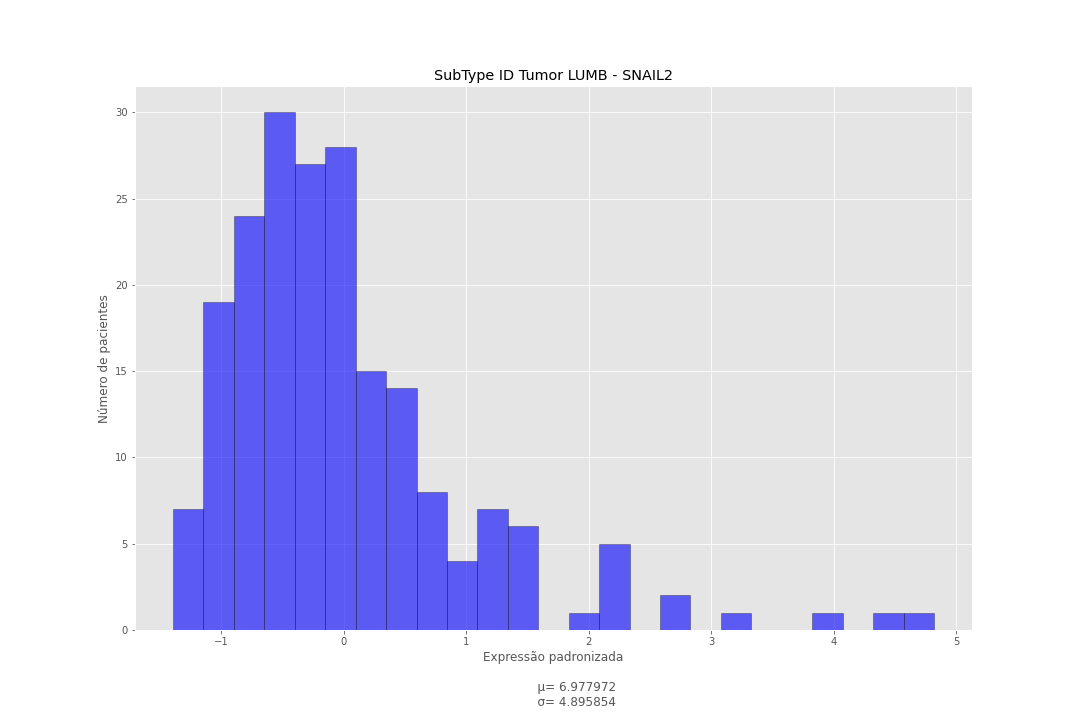 SubType ID Tumor LUMB - SNAIL2
30
25
20
15
10
5
0
Número de pacientes
−1 0 1 2 3 4 5
Expressão padronizada
μ= 6.977972
σ= 4.895854